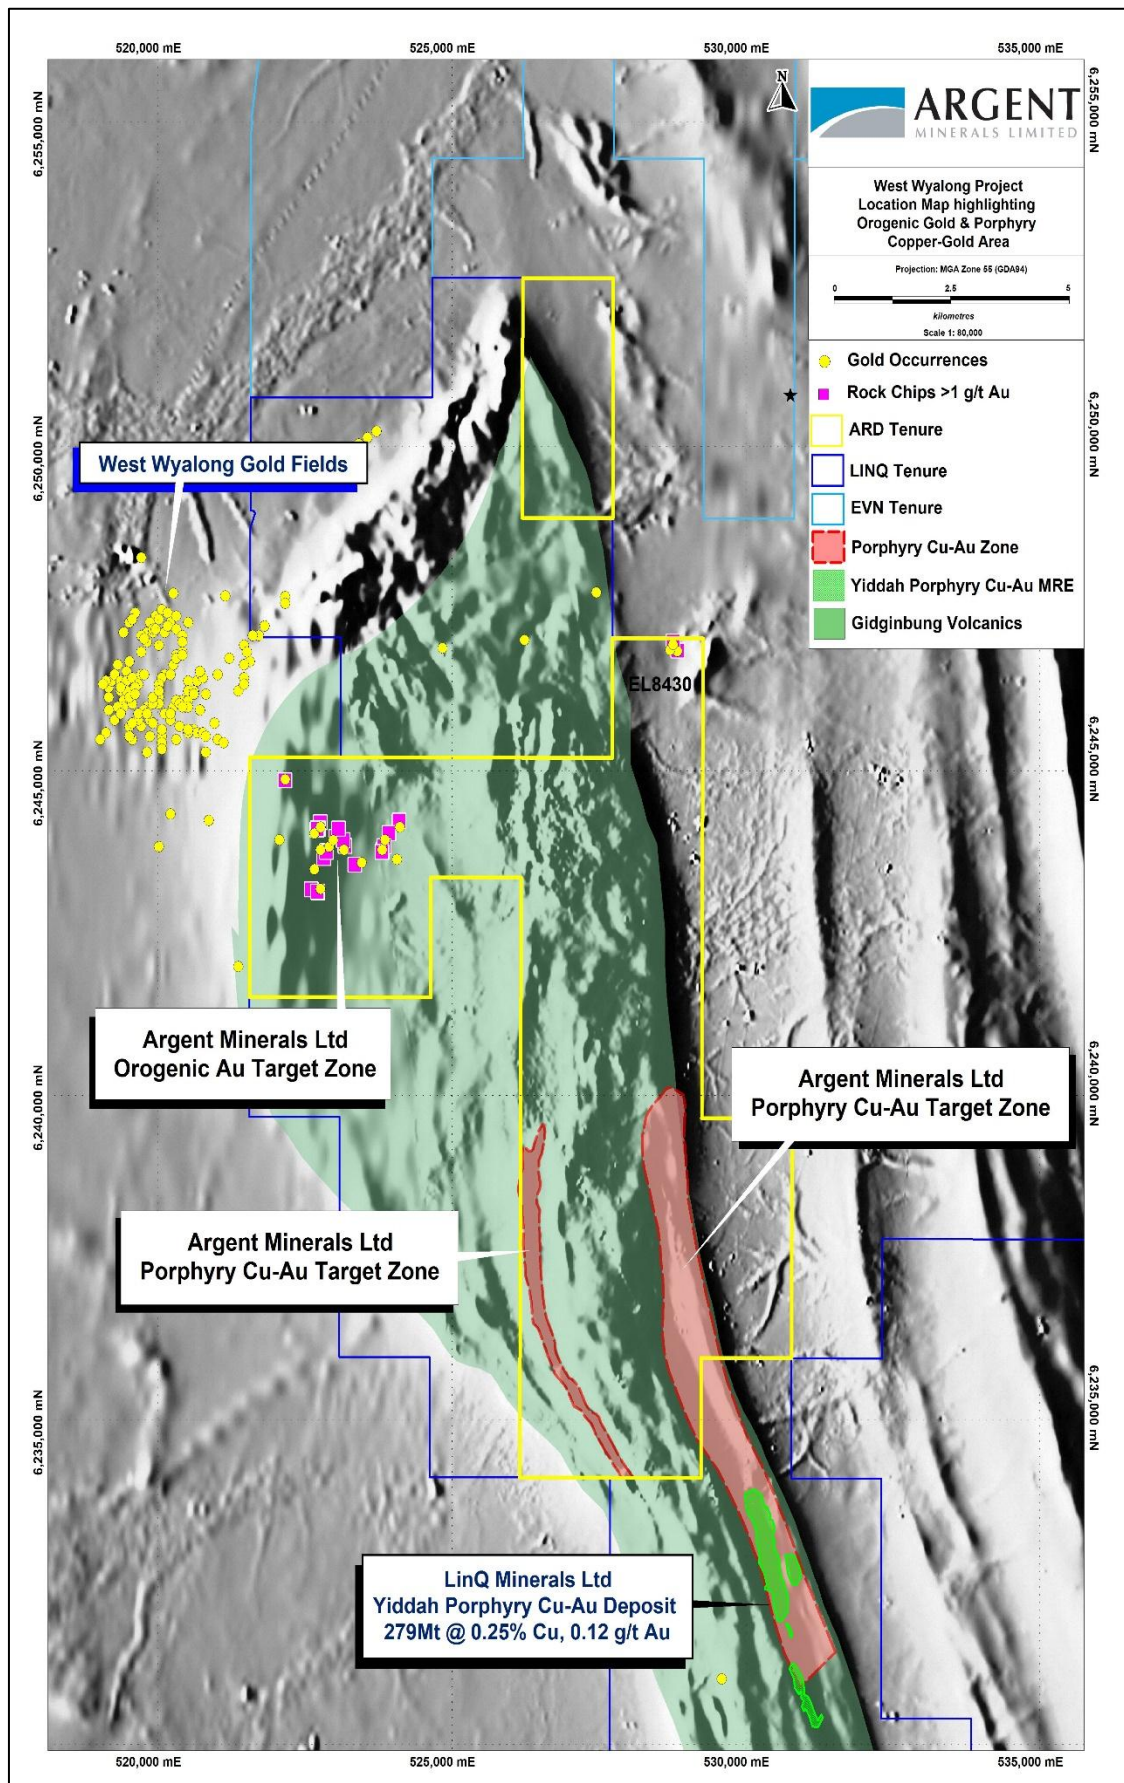 520,000 mE
525,000 mE
530,000 mE
535,000 mE
N
ARGENT
MINERALS LIMITED
West Wyalong Project
Location Map highlighting
Orogenic Gold & Porphyry
Copper-Gold Area
Projection: MGA Zone 55 (GDA94)
0 2.5 5
kilometres
Scale 1: 80,000
Gold Occurrences
Rock Chips >1 g/t Au
ARD Tenure
LINQ Tenure
EVN Tenure
Porphyry Cu-Au Zone
Yiddah Porphyry Cu-Au MRE
Gidginbung Volcanics
6,255,000 mN
6,250,000 mN
6,245,000 mN
6,240,000 mN
6,235,000 mN
6,255,000 mN
6,250,000 mN
6,245,000 mN
6,240,000 mN
6,235,000 mN
West Wyalong Gold Fields
EL8430
Argent Minerals Ltd
Orogenic Au Target Zone
Argent Minerals Ltd
Porphyry Cu-Au Target Zone
Argent Minerals Ltd
Porphyry Cu-Au Target Zone
LinQ Minerals Ltd
Yiddah Porphyry Cu-Au Deposit
279Mt @ 0.25% Cu, 0.12 g/t Au
520,000 mE
525,000 mE
530,000 mE
535,000 mE